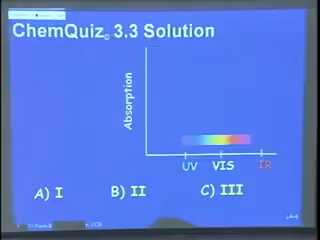 ChemQuiz© 3.3 Solution
Absorption
UV VIS IR
A) I B) II C) III